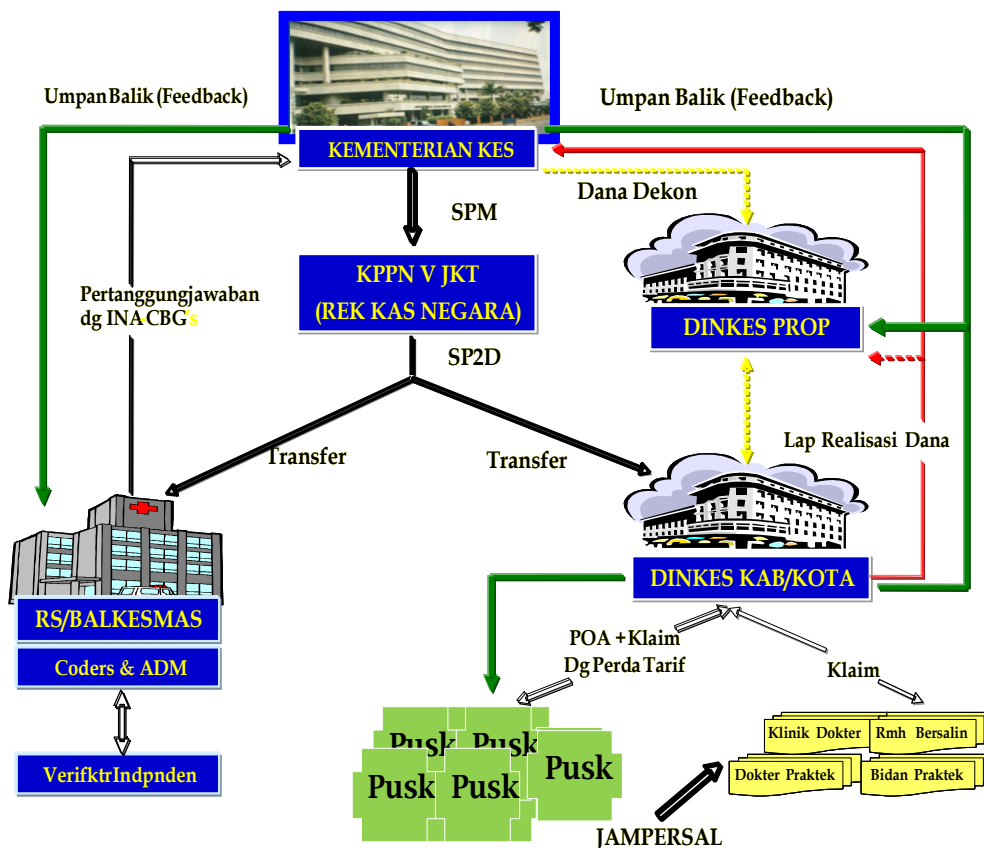 Umpan Balik (Feedback)
Umpan Balik (Feedback)
KEMENTERIAN KES
Dana Dekon
SPM
KPPN V JKT
(REK KAS NEGARA)
Pertanggungjawaban
dg INA CBG's
DINKES PROP
SP2D
Lap Realisasi Dana
Transfer
Transfer
DINKES KAB/KOTA
RS/BALKESMAS
POA +Klaim
Dg Perda Tarif
Coders & ADM
Klaim
Klinik Dokter
Rmh Bersalin
Pusk
Pusk
Pusk
Dokter Praktek
Bidan Praktek
VerifktrIndpnden
Pusk
Pusk
JAMPERSAL